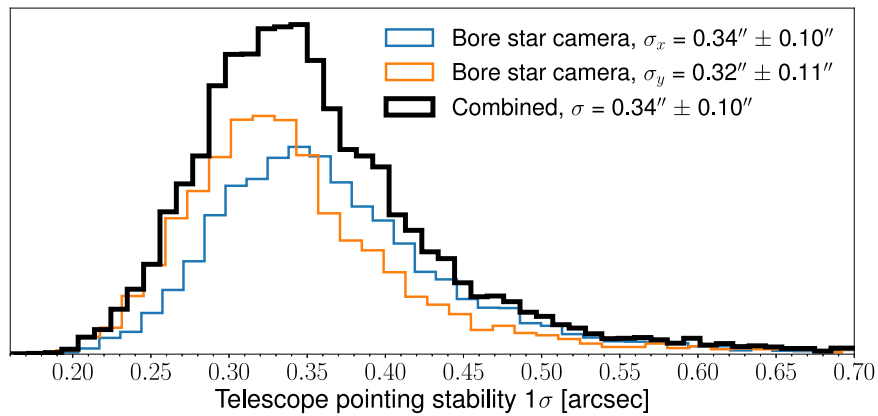 Bore star camera, σx = 0.34″ ± 0.10″
Bore star camera, σy = 0.32″ ± 0.11″
Combined, σ = 0.34″ ± 0.10″
0.20 0.25 0.30 0.35 0.40 0.45 0.50 0.55 0.60 0.65 0.70
Telescope pointing stability 1σ [arcsec]